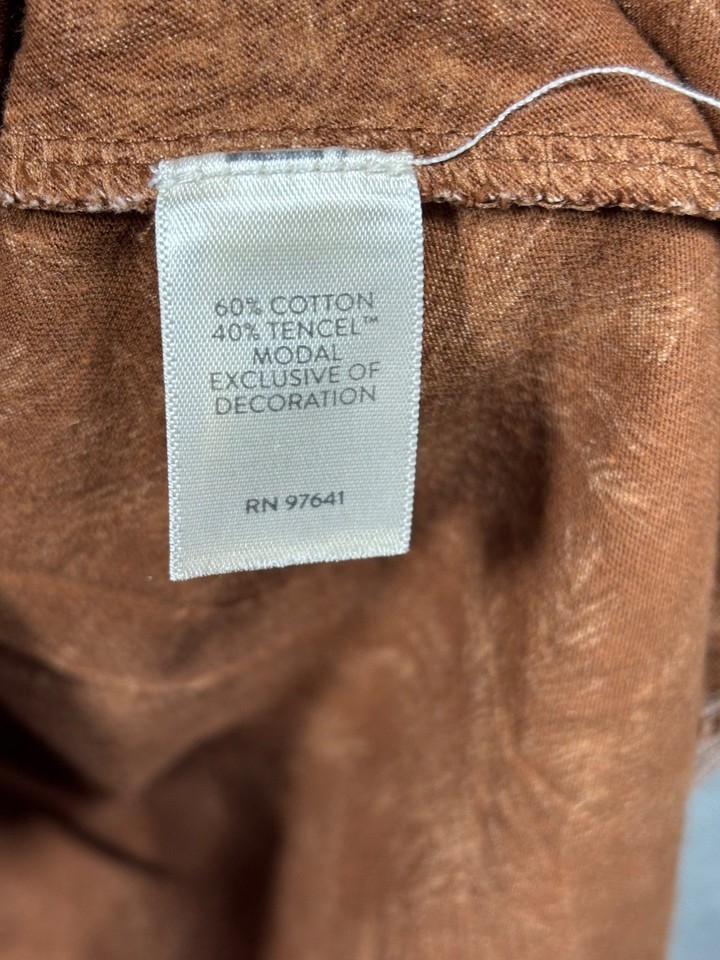 60% COTTON
40% TENCEL™
MODAL
EXCLUSIVE OF
DECORATION
RN 97641